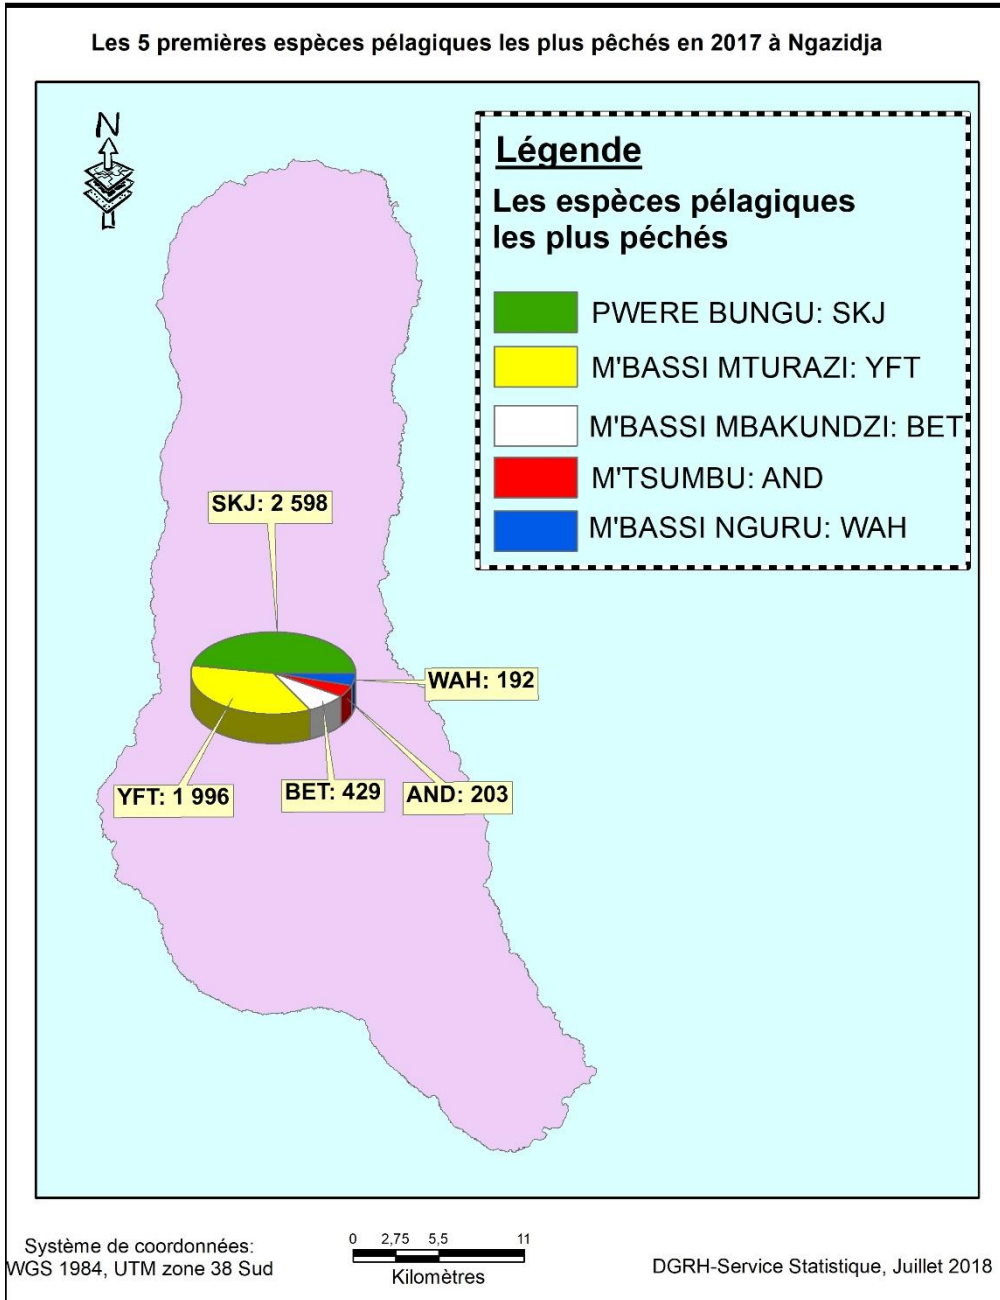 Les 5 premières espèces pélagiques les plus pêchés en 2017 à Ngazidja
N
Légende
Les espèces pélagiques
les plus péchés
PWERE BUNGU: SKJ
M'BASSI MTURAZI: YFT
M'BASSI MBAKUNDZI: BET
M'TSUMBU: AND
M'BASSI NGURU: WAH
SKJ: 2 598
WAH: 192
YFT: 1 996
BET: 429
AND: 203
Système de coordonnées:
WGS 1984, UTM zone 38 Sud
0 2,75 5,5 11
Kilomètres
DGRH-Service Statistique, Juillet 2018